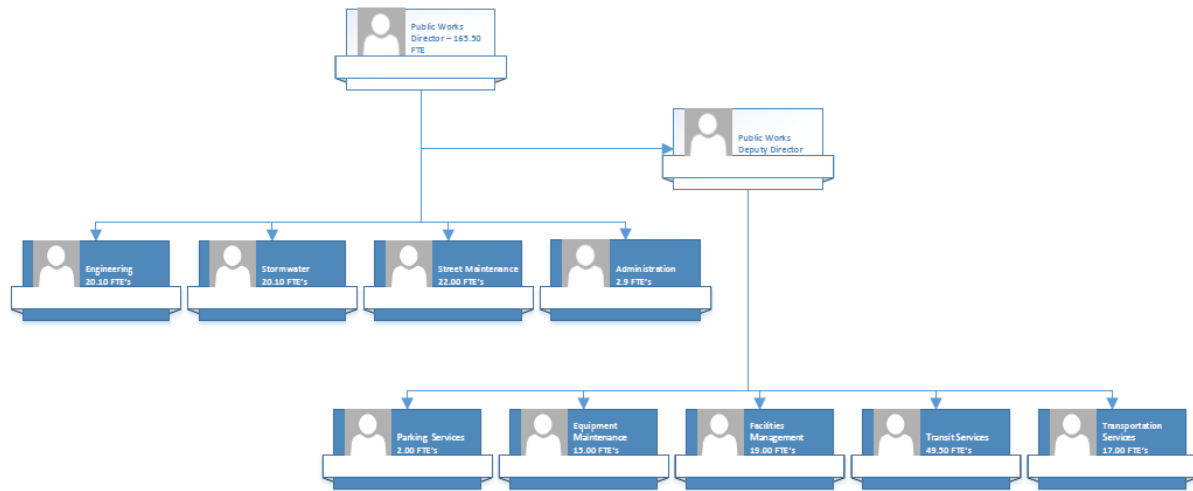 Public Works
Director – 165.50
FTE
Public Works
Deputy Director
Engineering
20.10 FTE's
Stormwater
20.10 FTE's
Street Maintenance
22.00 FTE's
Administration
2.9 FTE's
Parking Services
2.00 FTE's
Equipment
Maintenance
15.00 FTE's
Facilities
Management
19.00 FTE's
Transit Services
49.50 FTE's
Transportation
Services
17.00 FTE's